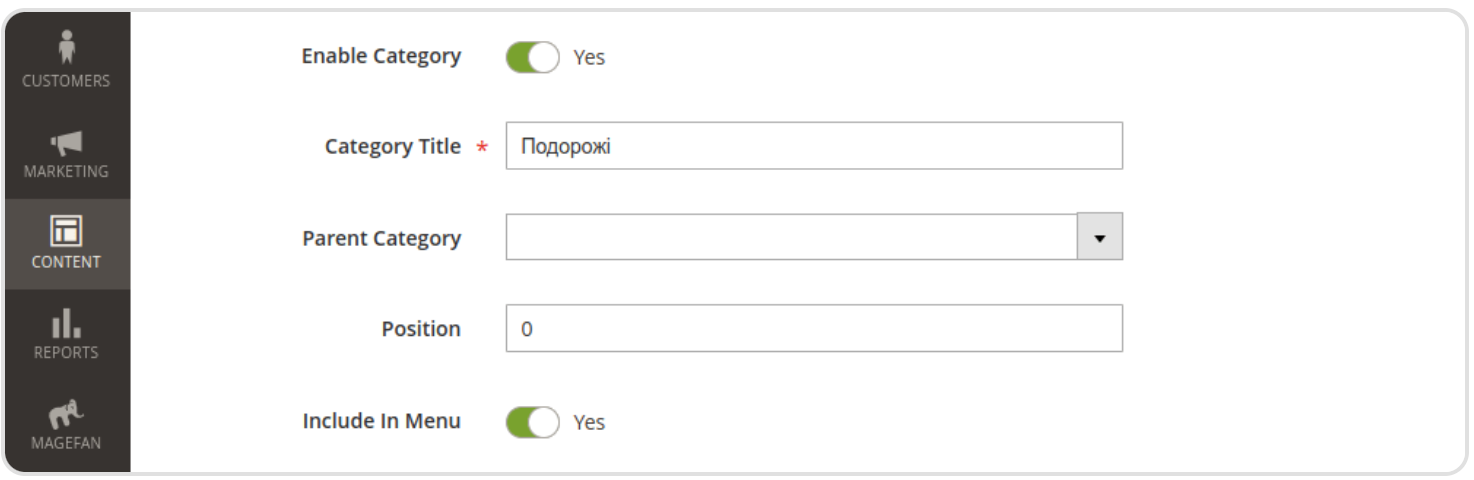 CUSTOMERS
MARKETING
CONTENT
REPORTS
MAGEFAN
Enable Category Yes
Category Title * Подорожі
Parent Category
Position 0
Include In Menu Yes